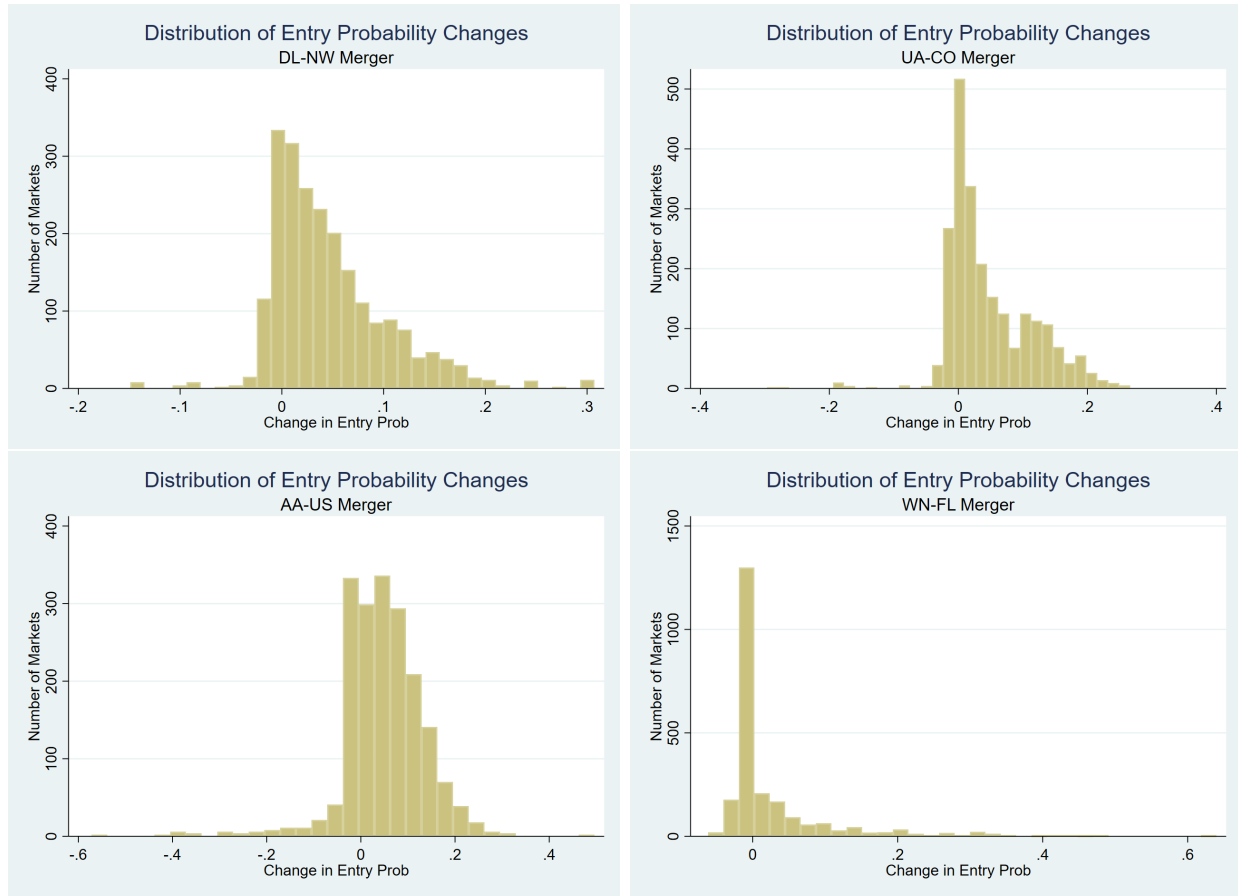 Distribution of Entry Probability Changes
DL-NW Merger
Number of Markets
400
300
200
100
0
-.2 -.1 0 .1 .2 .3
Change in Entry Prob
Distribution of Entry Probability Changes
UA-CO Merger
Number of Markets
500
400
300
200
100
0
-.4 -.2 0 .2 .4
Change in Entry Prob
Distribution of Entry Probability Changes
AA-US Merger
Number of Markets
400
300
200
100
0
-.6 -.4 -.2 0 .2 .4
Change in Entry Prob
Distribution of Entry Probability Changes
WN-FL Merger
Number of Markets
1500
1000
500
0
0 .2 .4 .6
Change in Entry Prob